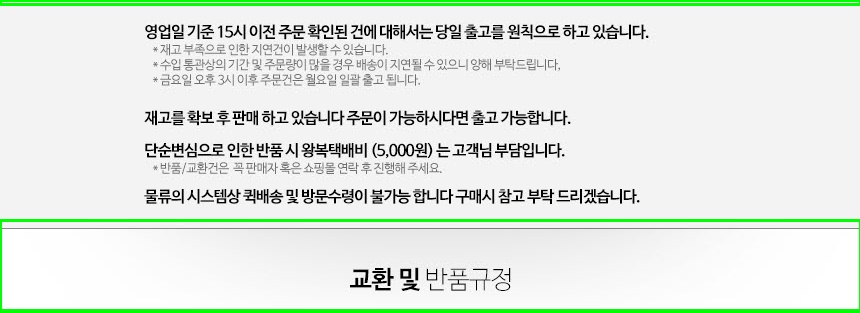 영업일 기준 15시 이전 주문 확인된 건에 대해서는 당일 출고를 원칙으로 하고 있습니다.
* 재고 부족으로 인한 지연건이 발생할 수 있습니다.
* 수입 통관상의 기간 및 주문량이 많을 경우 배송이 지연될 수 있으니 양해 부탁드립니다,
* 금요일 오후 3시 이후 주문건은 월요일 일괄 출고 됩니다.
재고를 확보 후 판매 하고 있습니다 주문이 가능하시다면 출고 가능합니다.
단순변심으로 인한 반품 시 왕복택배비 (5,000원) 는 고객님 부담입니다.
* 반품/교환건은 꼭 판매자 혹은 쇼핑몰 연락 후 진행해 주세요.
물류의 시스템상 퀵배송 및 방문수령이 불가능 합니다 구매시 참고 부탁 드리겠습니다.
교환 및 반품규정